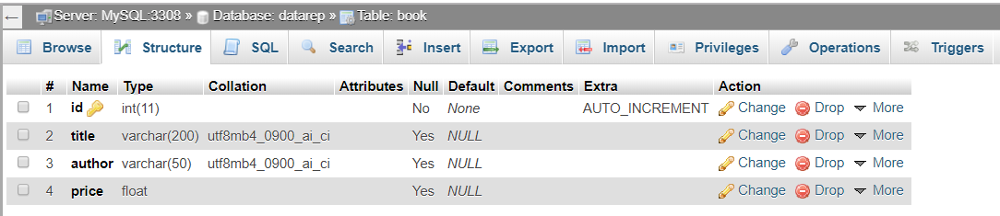 Server: MySQL:3308 » Database: datarep » Table: book
Browse Structure SQL Search Insert Export Import Privileges Operations Triggers
# Name Type Collation Attributes Null Default Comments Extra Action
1 id int(11) No None AUTO_INCREMENT Change Drop More
2 title varchar(200) utf8mb4_0900_ai_ci Yes NULL Change Drop More
3 author varchar(50) utf8mb4_0900_ai_ci Yes NULL Change Drop More
4 price float Yes NULL Change Drop More